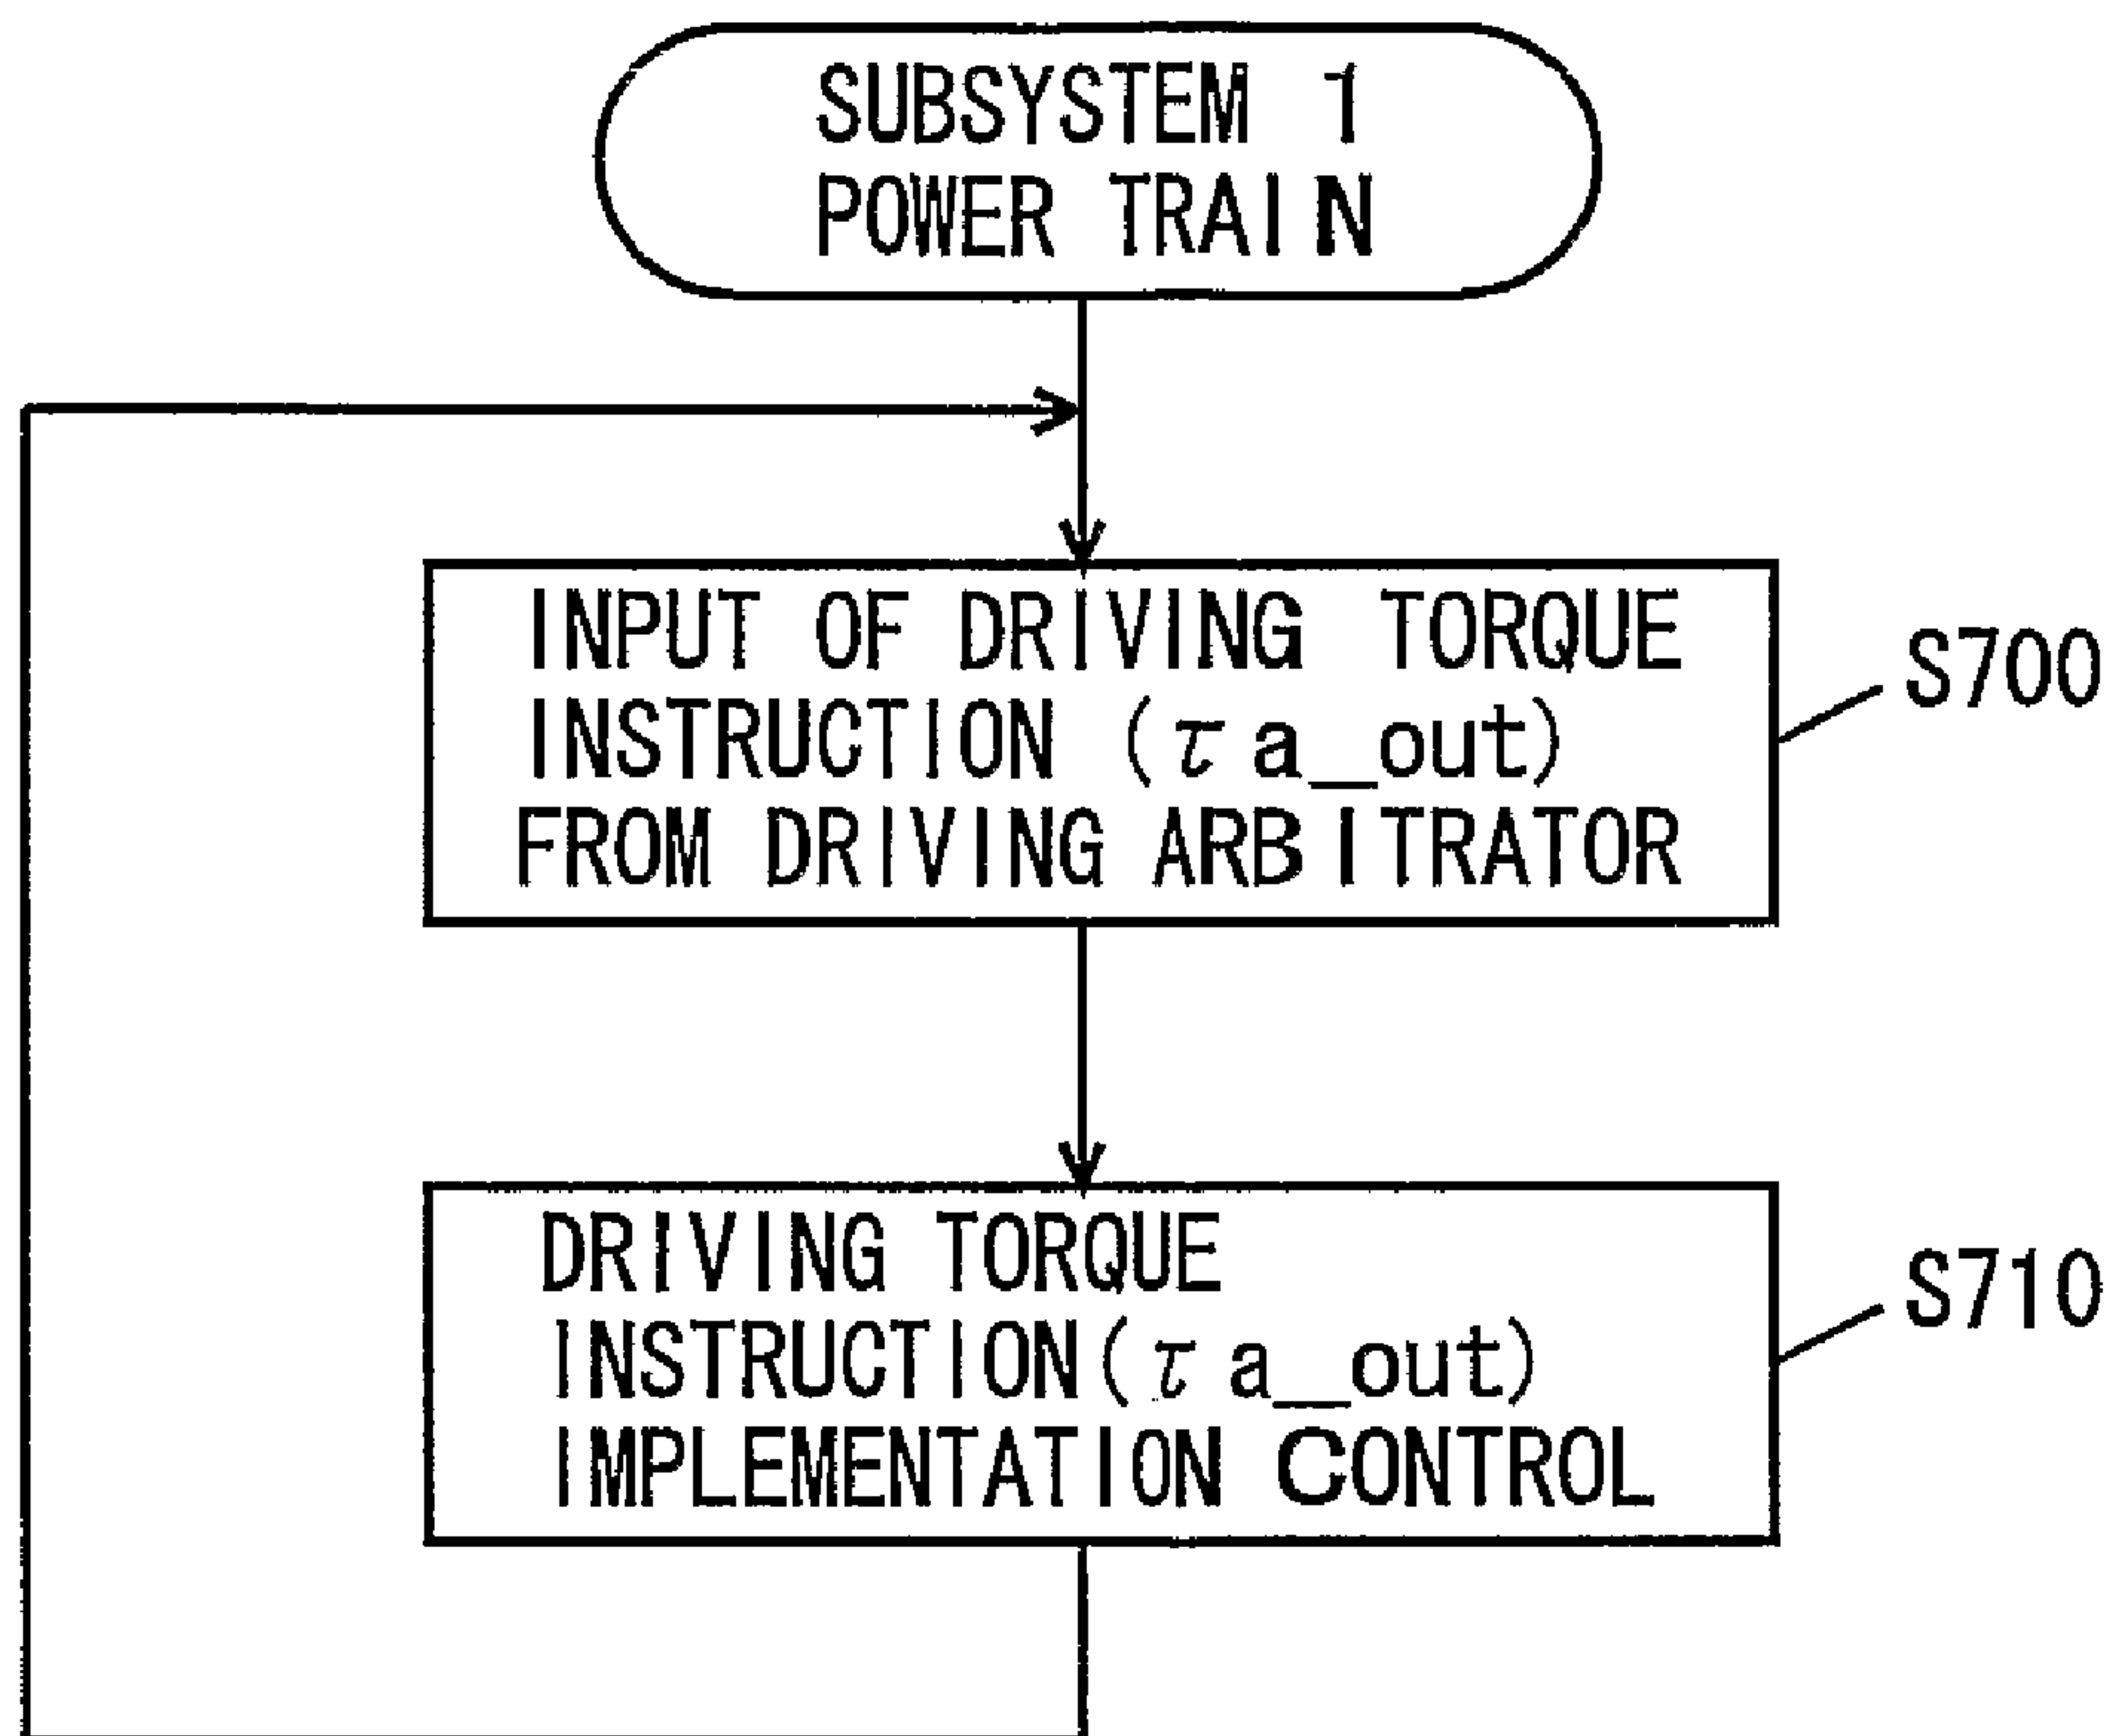 SUBSYSTEM 1
POWER TRAIN
INPUT OF DRIVING TORQUE
INSTRUCTION (τa_out)
FROM DRIVING ARBITRATOR
S700
DRIVING TORQUE
INSTRUCTION(τa_out)
IMPLEMENTATION CONTROL
S710